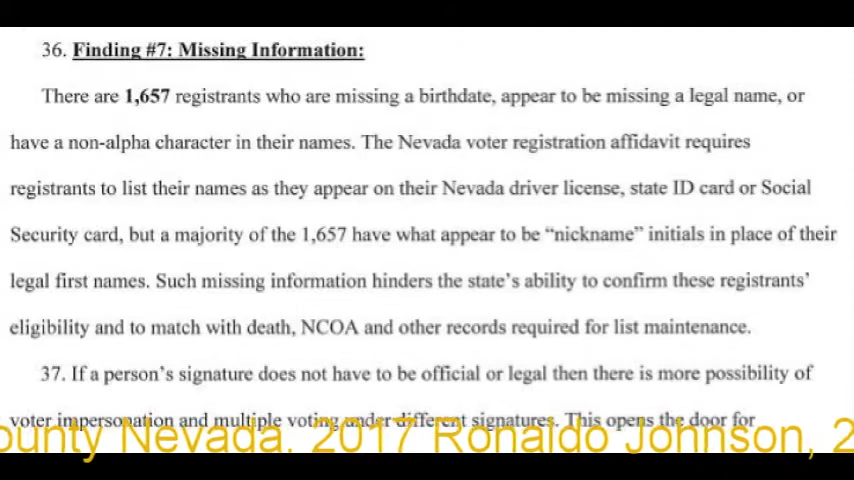 36. Finding #7: Missing Information:
There are 1,657 registrants who are missing a birthdate, appear to be missing a legal name, or
have a non-alpha character in their names. The Nevada voter registration affidavit requires
registrants to list their names as they appear on their Nevada driver license, state ID card or Social
Security card, but a majority of the 1,657 have what appear to be “nickname” initials in place of their
legal first names. Such missing information hinders the state’s ability to confirm these registrants’
eligibility and to match with death, NCOA and other records required for list maintenance.
37. If a person’s signature does not have to be official or legal then there is more possibility of
voter impersonation and multiple voting under different signatures. This opens the door for
ounty Nevada. 2017 Ronaldo Johnson, 2